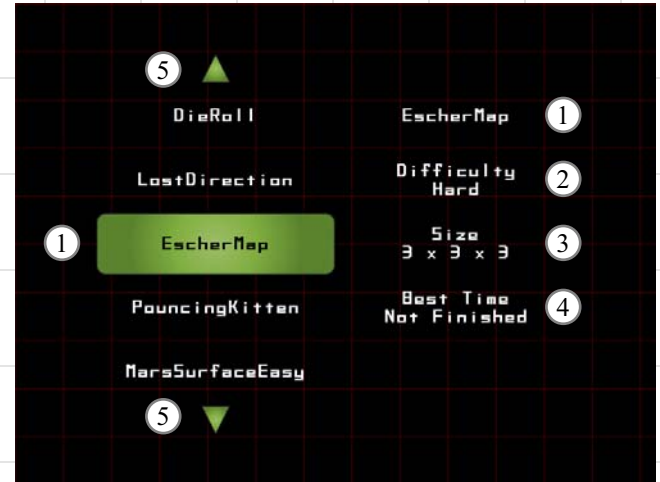 5
DieRoll
EscherMap 1
LostDirection
Difficulty
Hard 2
1 EscherMap
Size
3 x 3 x 3 3
PouncingKitten
Best Time
Not Finished 4
MarsSurfaceEasy
5